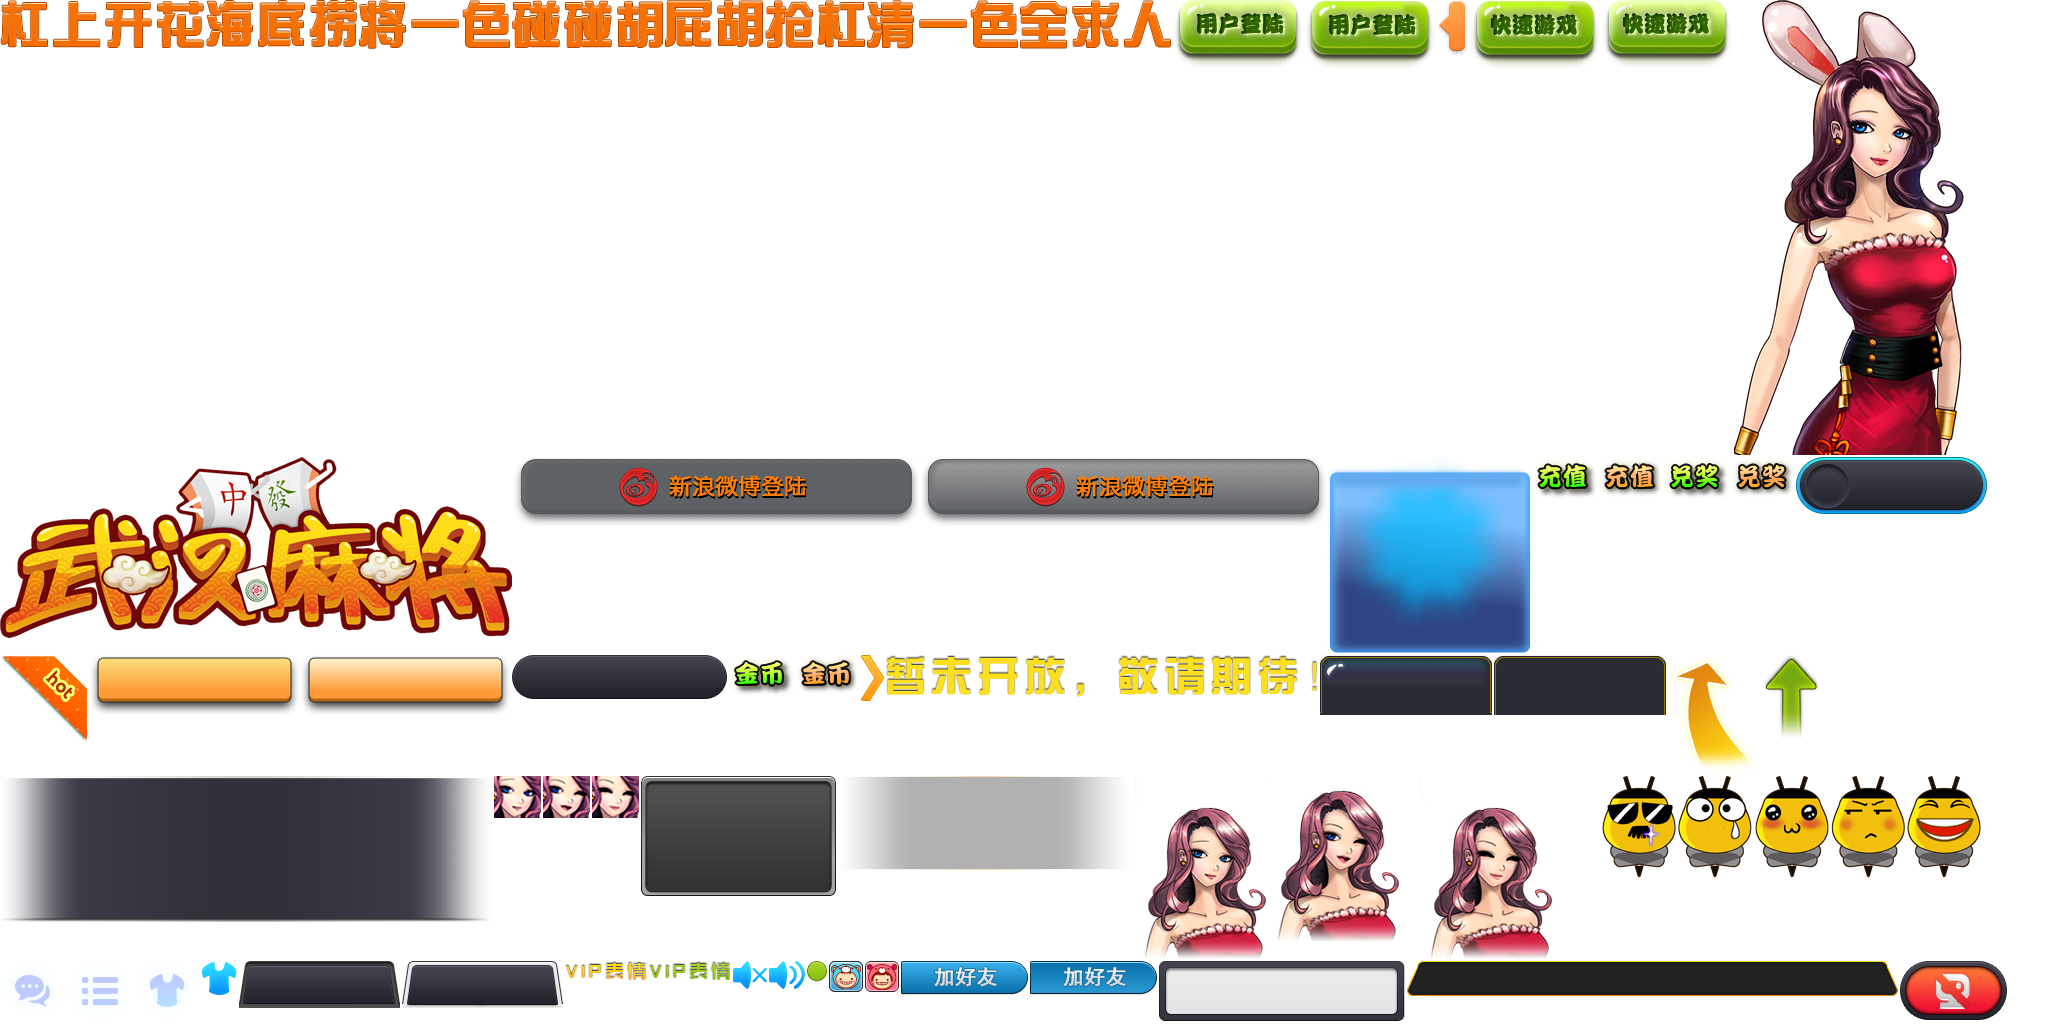 杠上开花海底捞将一色碰碰胡屁胡抢杠清一色全求人
用户登陆
用户登陆
快速游戏
快速游戏
中
發
武汉麻将
新浪微博登陆
新浪微博登陆
充值
充值
兑奖
兑奖
hot
金币
金币
暂未开放，敬请期待！
VIP表情
VIP表情
加好友
加好友